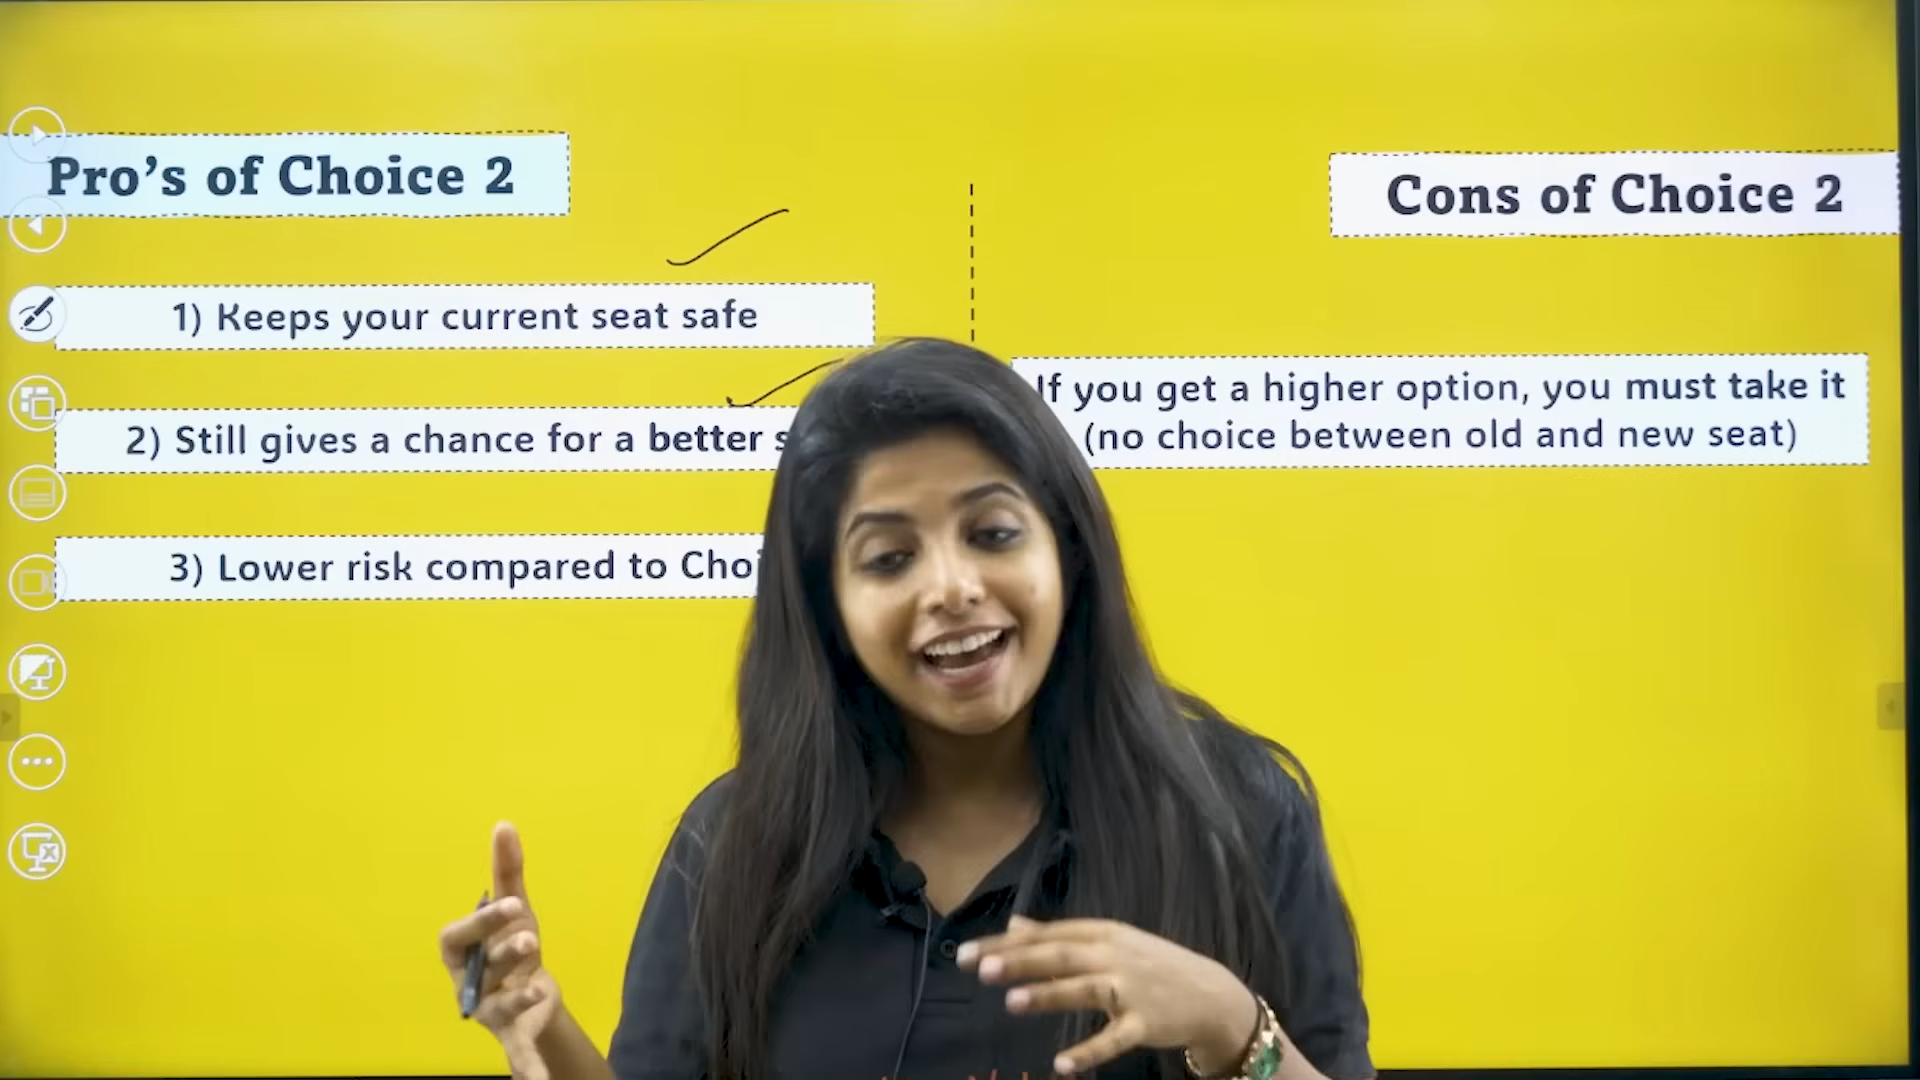 Pro's of Choice 2
Cons of Choice 2
1) Keeps your current seat safe
2) Still gives a chance for a better
3) Lower risk compared to
If you get a higher option, you must take it
(no choice between old and new seat)